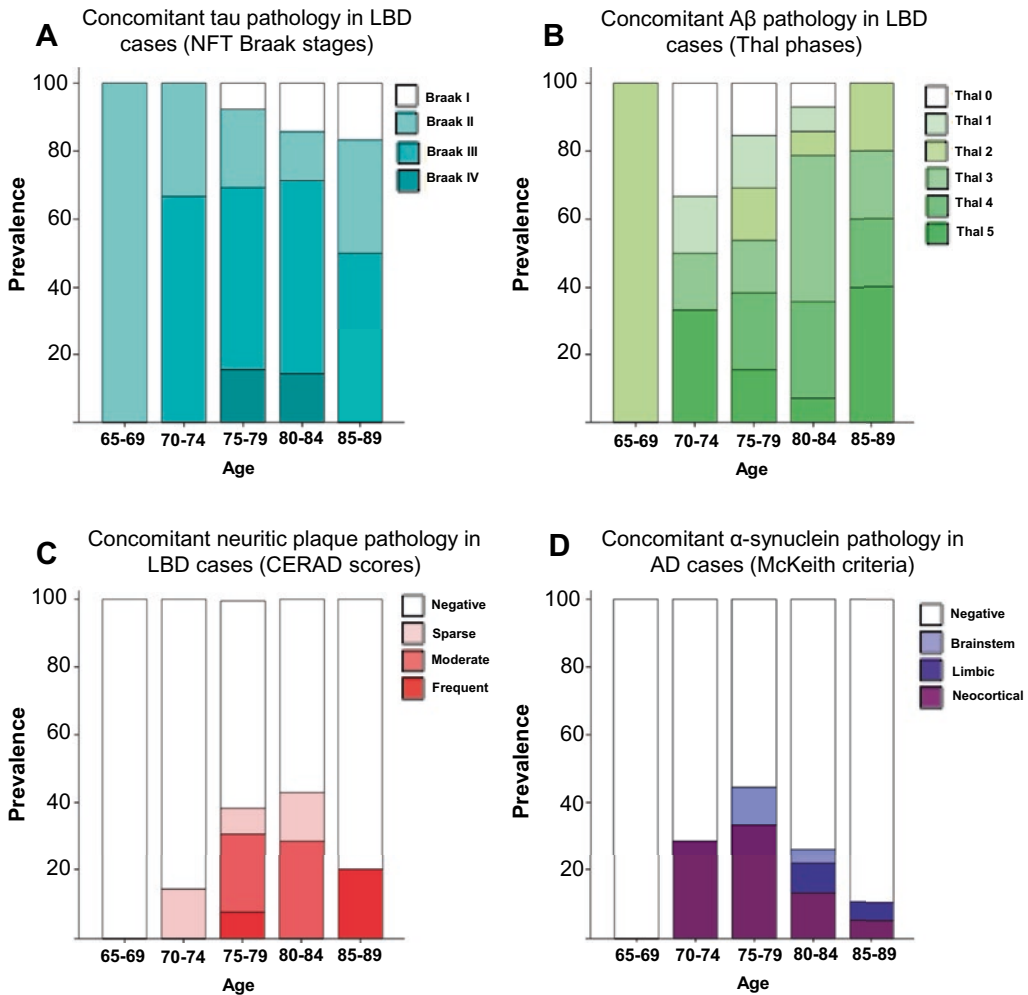 A
Concomitant tau pathology in LBD
cases (NFT Braak stages)
Prevalence
100
80
60
40
20
65-69 70-74 75-79 80-84 85-89
Age
Braak I
Braak II
Braak III
Braak IV
B
Concomitant Aβ pathology in LBD
cases (Thal phases)
Prevalence
100
80
60
40
20
65-69 70-74 75-79 80-84 85-89
Age
Thal 0
Thal 1
Thal 2
Thal 3
Thal 4
Thal 5
C
Concomitant neuritic plaque pathology in
LBD cases (CERAD scores)
Prevalence
100
80
60
40
20
65-69 70-74 75-79 80-84 85-89
Age
Negative
Sparse
Moderate
Frequent
D
Concomitant α-synuclein pathology in
AD cases (McKeith criteria)
Prevalence
100
80
60
40
20
65-69 70-74 75-79 80-84 85-89
Age
Negative
Brainstem
Limbic
Neocortical